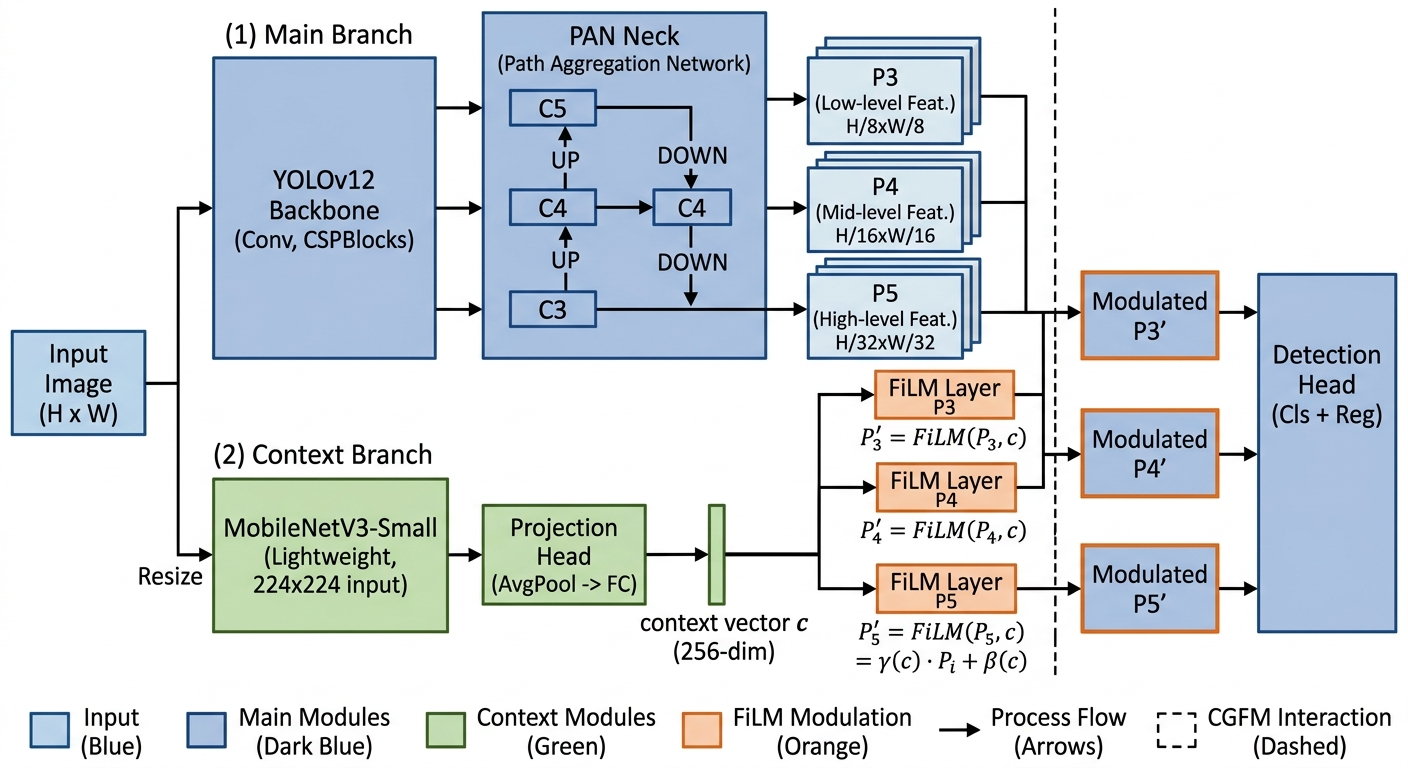 (1) Main Branch
YOLOv12
Backbone
(Conv, CSPBlocks)
PAN Neck
(Path Aggregation Network)
C5
UP
DOWN
C4
C4
UP
DOWN
C3
P3
(Low-level Feat.)
H/8xW/8
P4
(Mid-level Feat.)
H/16xW/16
P5
(High-level Feat.)
H/32xW/32
Input
Image
(H x W)
Resize
(2) Context Branch
MobileNetV3-Small
(Lightweight,
224x224 input)
Projection
Head
(AvgPool -> FC)
context vector c
(256-dim)
FiLM Layer
P3
P₃′ = FiLM(P₃, c)
FiLM Layer
P4
P₄′ = FiLM(P₄, c)
FiLM Layer
P5
P₅′ = FiLM(P₅, c)
= γ(c) · Pᵢ + β(c)
Modulated
P3’
Modulated
P4’
Modulated
P5’
Detection
Head
(Cls + Reg)
Input
(Blue)
Main Modules
(Dark Blue)
Context Modules
(Green)
FiLM Modulation
(Orange)
Process Flow
(Arrows)
CGFM Interaction
(Dashed)